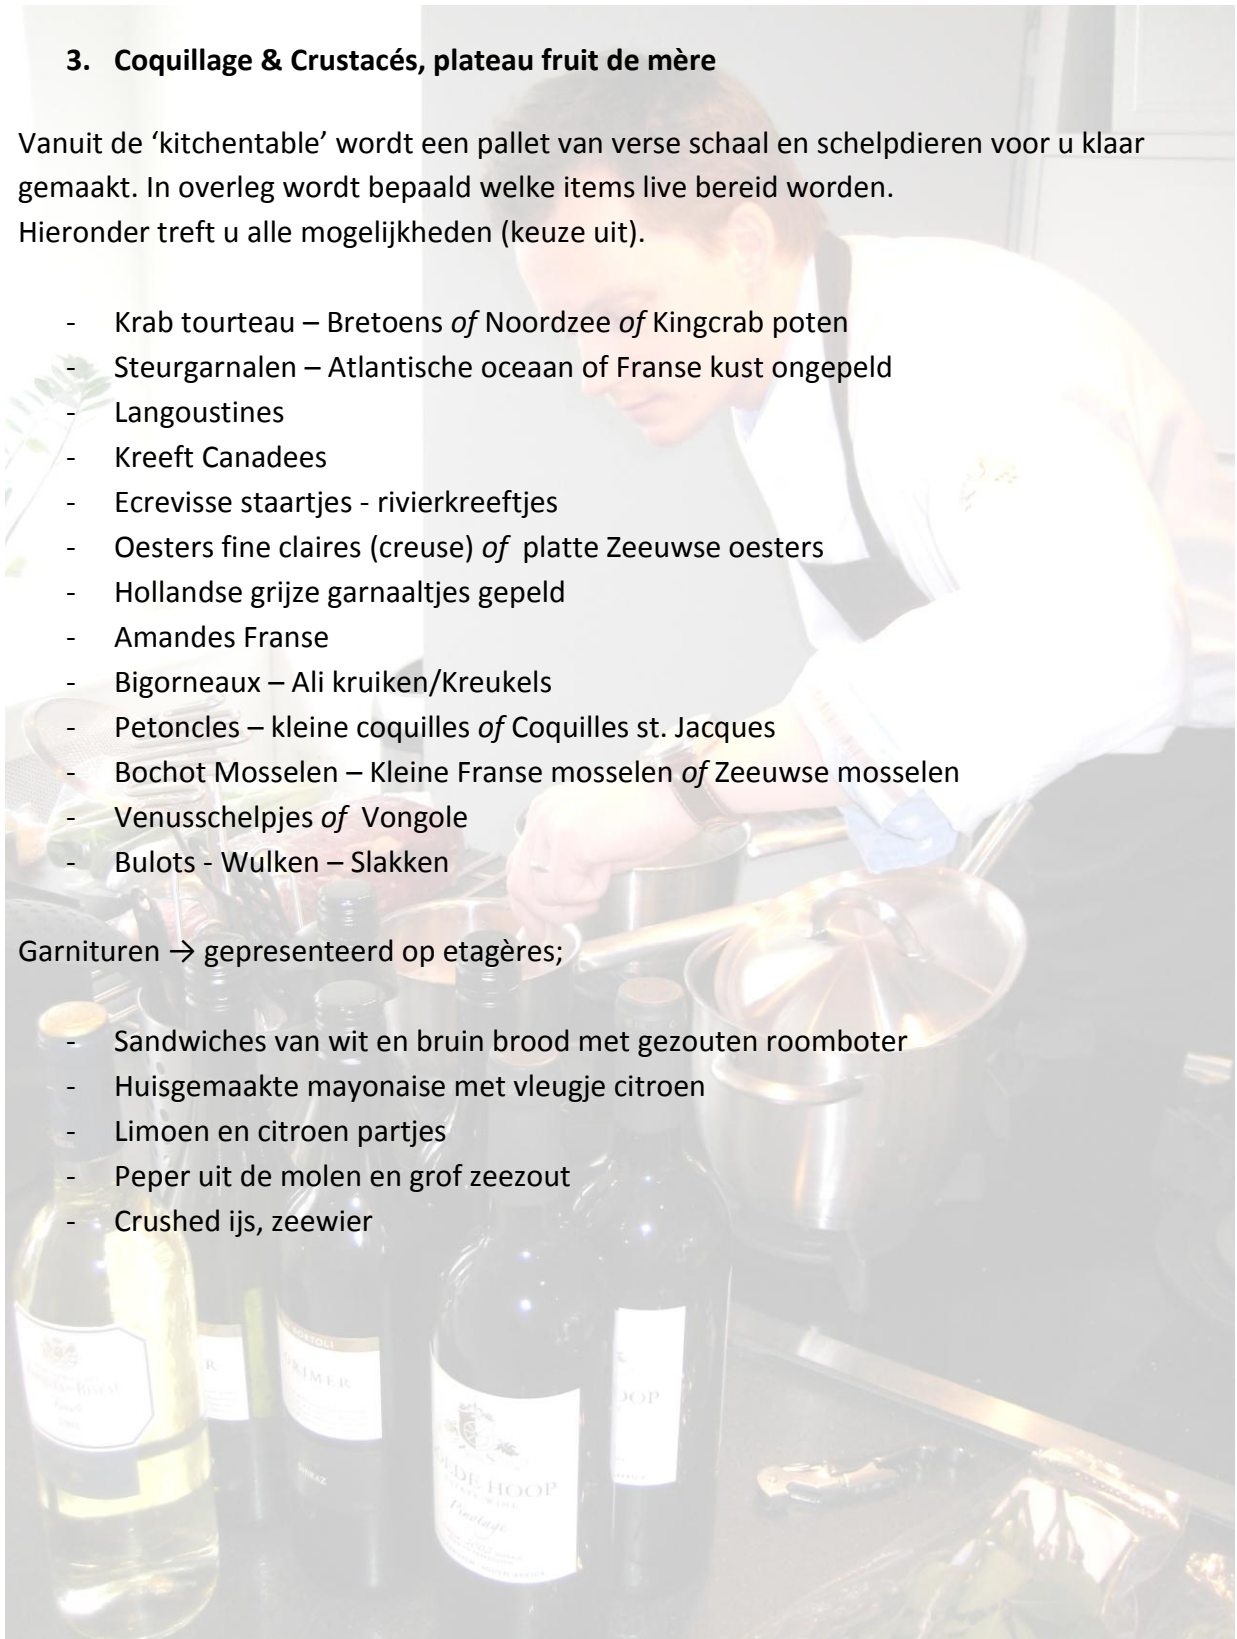 3. Coquillage & Crustacés, plateau fruit de mère
Vanuit de ‘kitchentable’ wordt een pallet van verse schaal en schelpdieren voor u klaar
gemaakt. In overleg wordt bepaald welke items live bereid worden.
Hieronder treft u alle mogelijkheden (keuze uit).
- Krab tourteau – Bretoens of Noordzee of Kingcrab poten
- Steurgarnalen – Atlantische oceaan of Franse kust ongepeld
- Langoustines
- Kreeft Canadees
- Ecrevisse staartjes - rivierkreeftjes
- Oesters fine claires (creuse) of platte Zeeuwse oesters
- Hollandse grijze garnaaltjes gepeld
- Amandes Franse
- Bigorneaux – Ali kruiken/Kreukels
- Petoncles – kleine coquilles of Coquilles st. Jacques
- Bochot Mosselen – Kleine Franse mosselen of Zeeuwse mosselen
- Venusschelpjes of Vongole
- Bulots - Wulken – Slakken
Garnituren → gepresenteerd op etagères;
- Sandwiches van wit en bruin brood met gezouten roomboter
- Huisgemaakte mayonaise met vleugje citroen
- Limoen en citroen partjes
- Peper uit de molen en grof zeezout
- Crushed ijs, zeewier
BORTOLI
HOOP
Pinotage